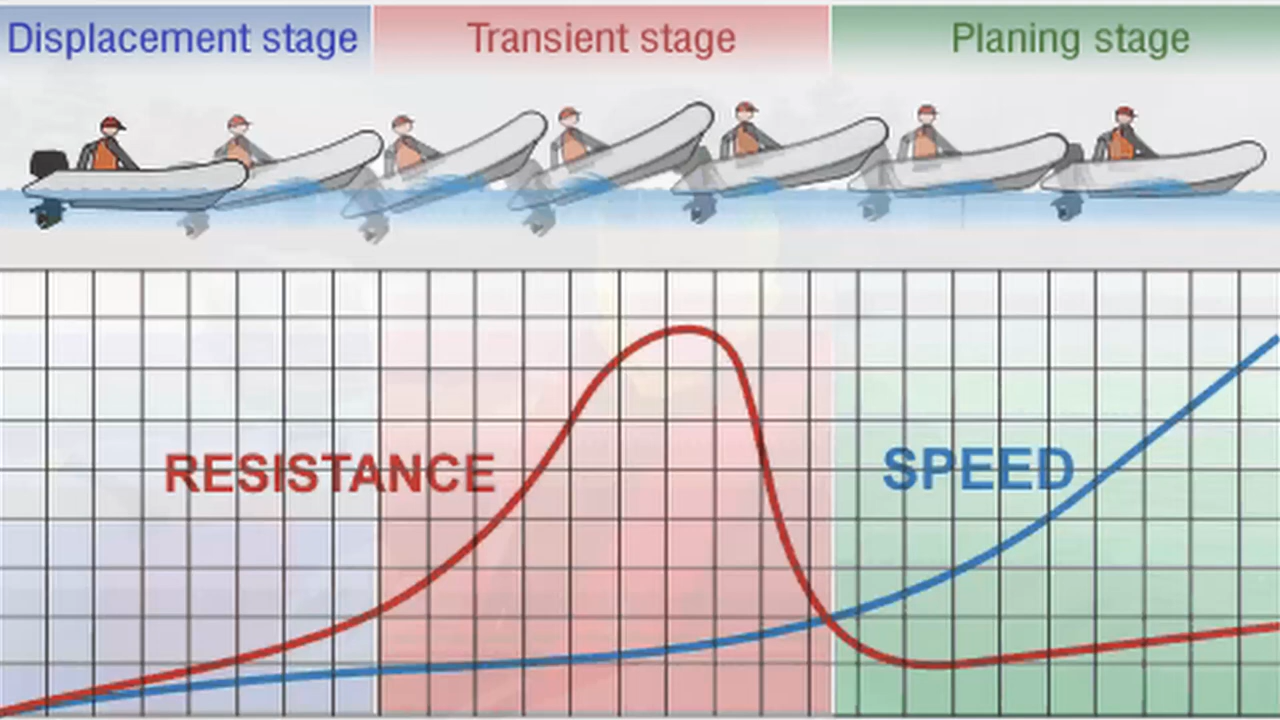 Displacement stage
Transient stage
Planing stage
RESISTANCE
SPEED